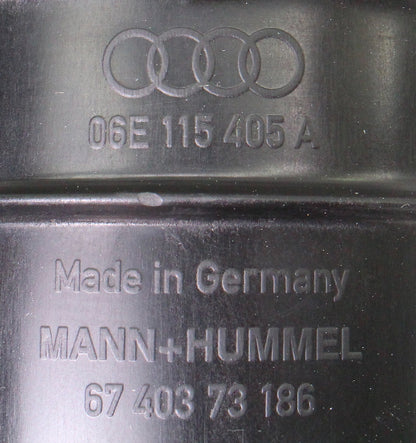 06E 115 405 A
Made in Germany
MANN+HUMMEL
67 403 73 186